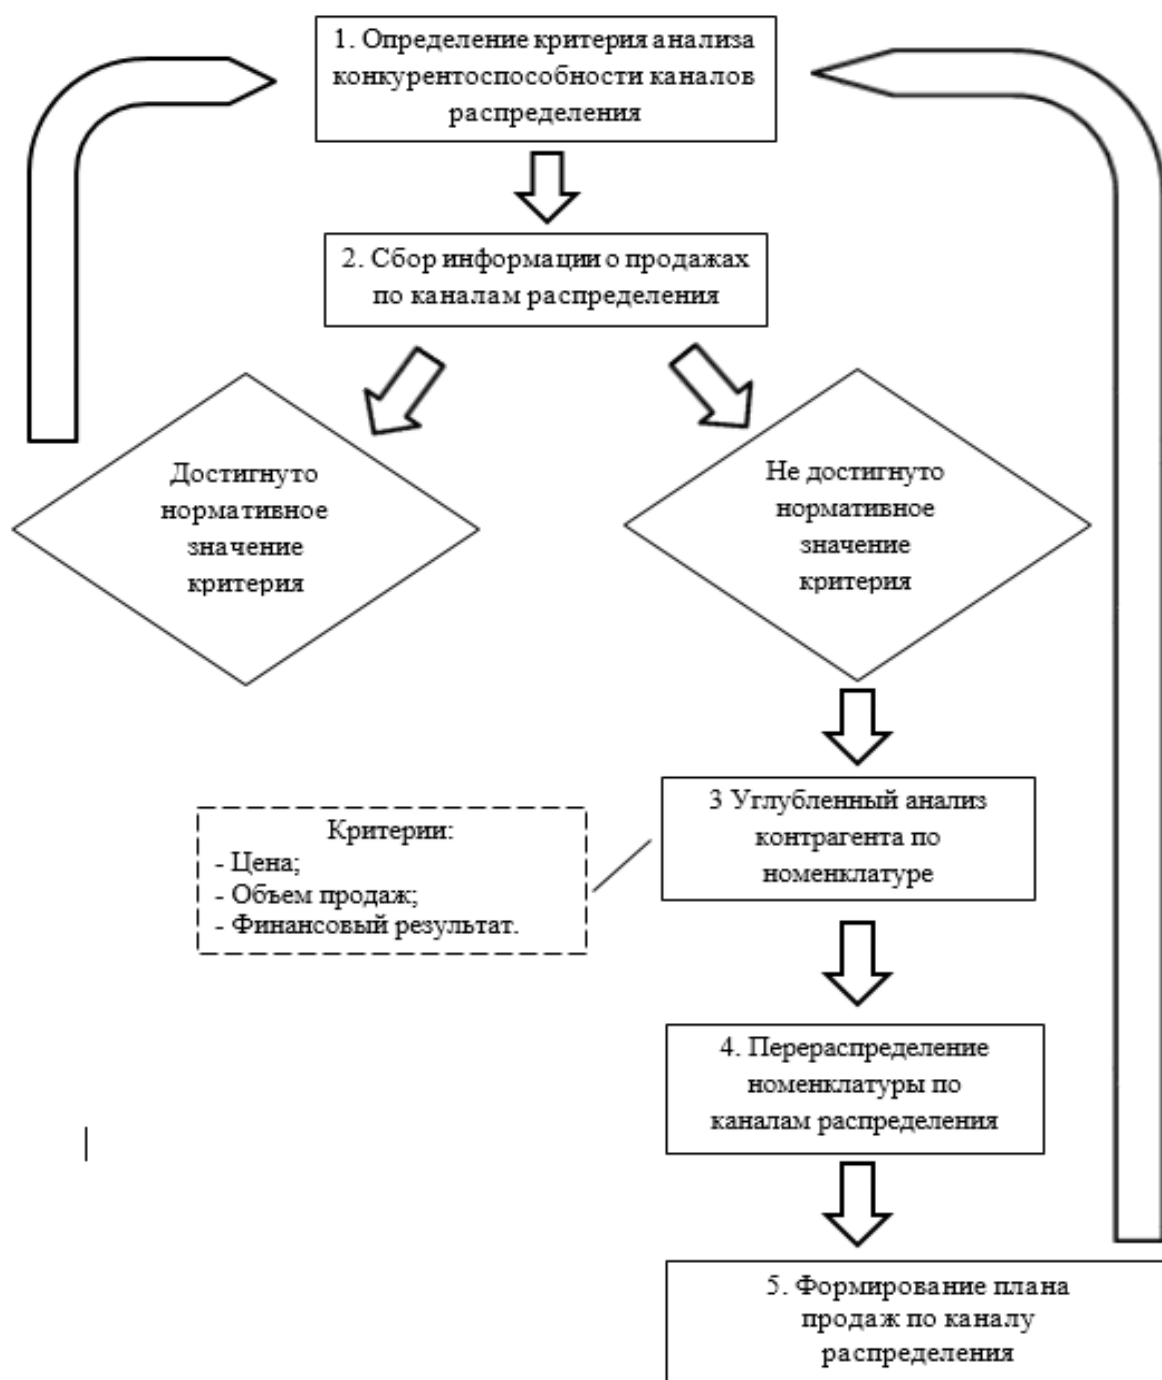 1. Определение критерия анализа
конкурентоспособности каналов
распределения
2. Сбор информации о продажах
по каналам распределения
Достигнуто
нормативное
значение
критерия
Не достигнуто
нормативное
значение
критерия
3 Углубленный анализ
контрагента по
номенклатуре
Критерии:
- Цена;
- Объем продаж;
- Финансовый результат.
4. Перераспределение
номенклатуры по
каналам распределения
5. Формирование плана
продаж по каналу
распределения